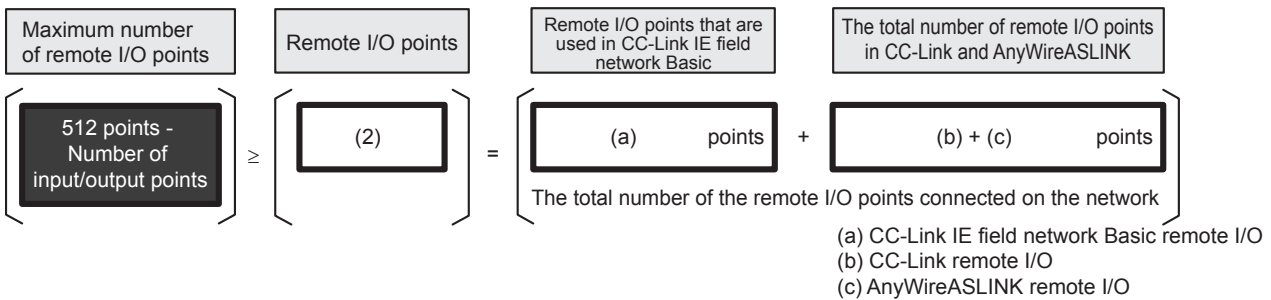 Maximum number
of remote I/O points
Remote I/O points
Remote I/O points that are
used in CC-Link IE field
network Basic
The total number of remote I/O points
in CC-Link and AnyWireASLINK
512 points -
Number of
input/output points
≥
(2)
=
(a) points
+
(b) + (c) points
The total number of the remote I/O points connected on the network
(a) CC-Link IE field network Basic remote I/O
(b) CC-Link remote I/O
(c) AnyWireASLINK remote I/O